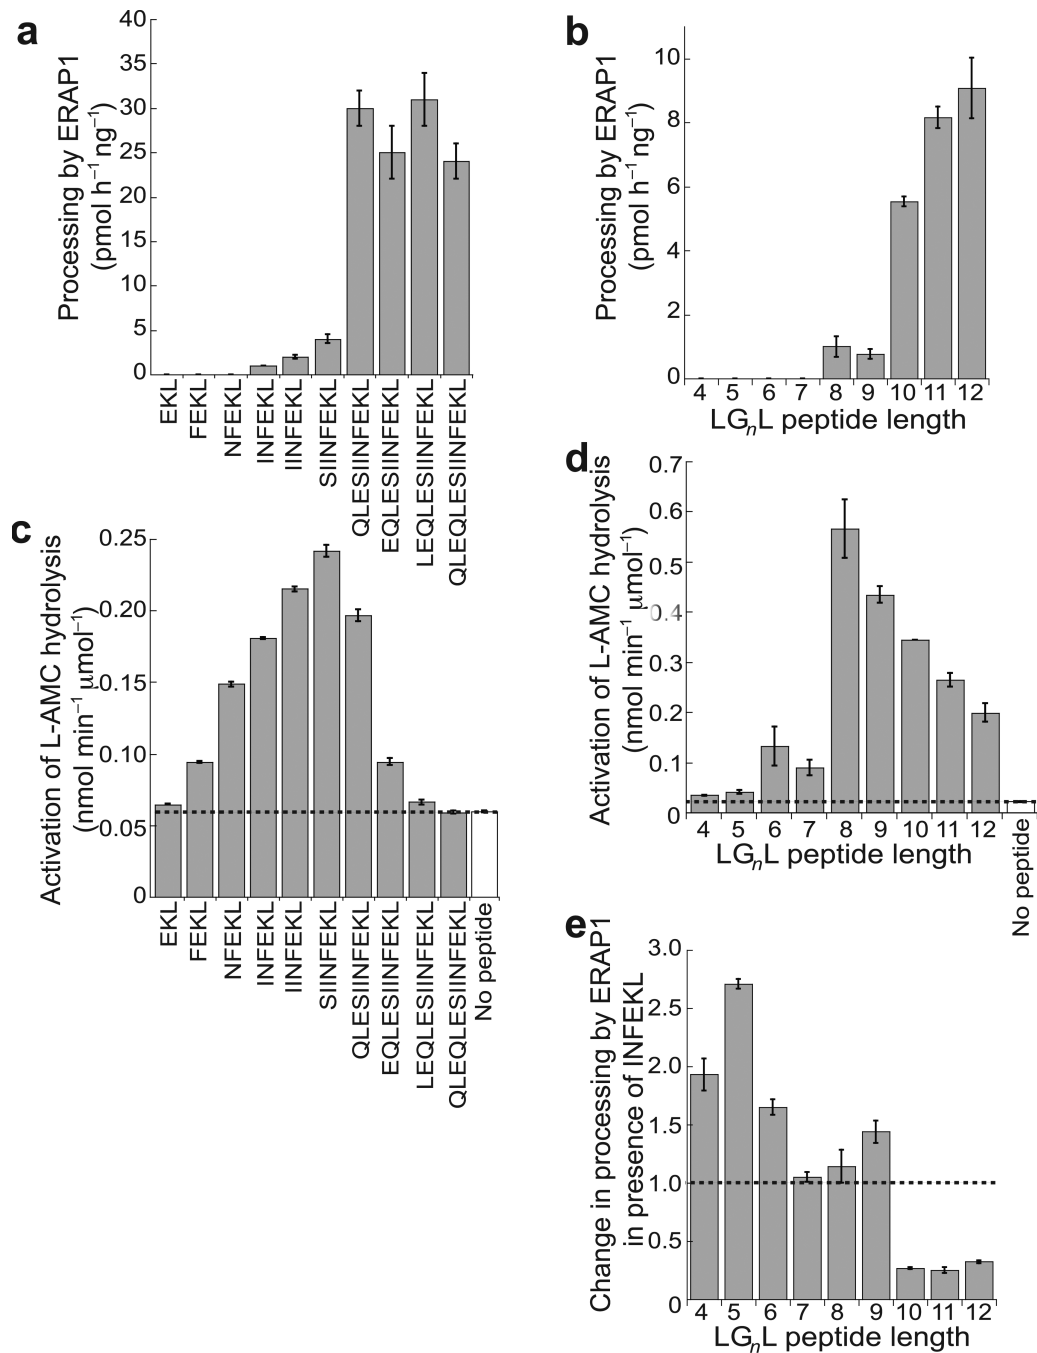 a
Processing by ERAP1
(pmol h⁻¹ ng⁻¹)
40
35
30
25
20
15
10
5
0
EKL
FEKL
NFEKL
INFEKL
IINFEKL
SIINFEKL
QLESIINFEKL
EQLESIINFEKL
LEQLESIINFEKL
QLEQLESIINFEKL
b
Processing by ERAP1
(pmol h⁻¹ ng⁻¹)
10
8
6
4
2
0
4 5 6 7 8 9 10 11 12
LGnL peptide length
c
Activation of L-AMC hydrolysis
(nmol min⁻¹ µmol⁻¹)
0.25
0.20
0.15
0.10
0.05
0
EKL
FEKL
NFEKL
INFEKL
IINFEKL
SIINFEKL
QLESIINFEKL
EQLESIINFEKL
LEQLESIINFEKL
QLEQLESIINFEKL
No peptide
d
Activation of L-AMC hydrolysis
(nmol min⁻¹ µmol⁻¹)
0.7
0.6
0.5
0.4
0.3
0.2
0.1
0
4 5 6 7 8 9 10 11 12
LGnL peptide length
No peptide
e
Change in processing by ERAP1
in presence of INFEKL
3.0
2.5
2.0
1.5
1.0
0.5
0
4 5 6 7 8 9 10 11 12
LGnL peptide length